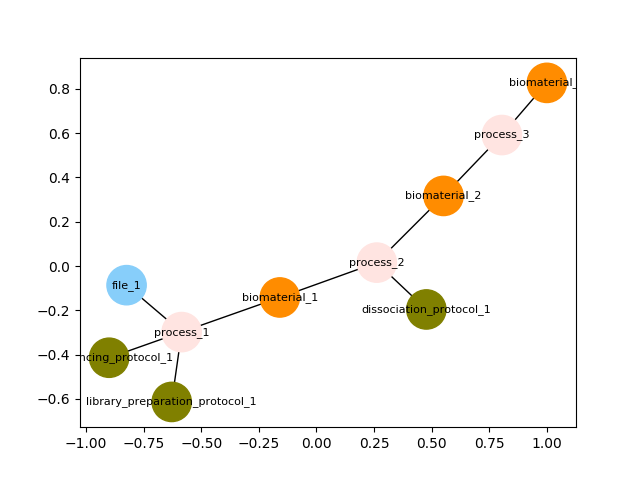 0.8
0.6
0.4
0.2
0.0
−0.2
−0.4
−0.6
biomaterial_
process_3
biomaterial_2
process_2
file_1
biomaterial_1
dissociation_protocol_1
process_1
ncing_protocol_1
library_preparation_protocol_1
−1.00 −0.75 −0.50 −0.25 0.00 0.25 0.50 0.75 1.00